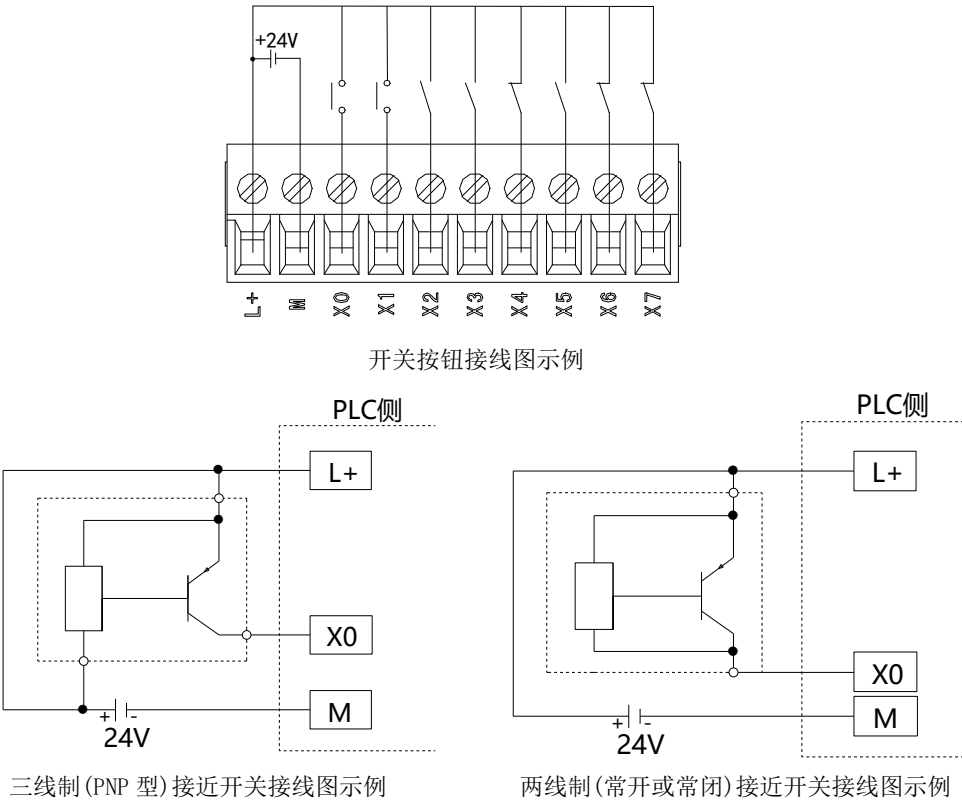 +24V
L+ M X0 X1 X2 X3 X4 X5 X6 X7
开关按钮接线图示例
PLC侧
L+
X0
M
+ -
24V
三线制(PNP 型)接近开关接线图示例
PLC侧
L+
X0
M
+ -
24V
两线制(常开或常闭)接近开关接线图示例